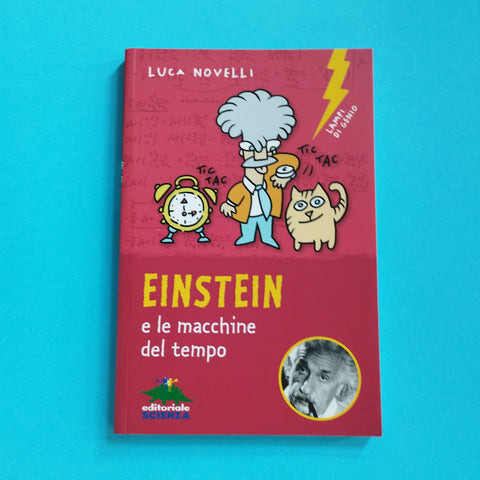 LUCA NOVELLI
LAMPI
DI GENIO
TIC
TAC
TIC
TAC
EINSTEIN
e le macchine
del tempo
editoriale
SCIENZA